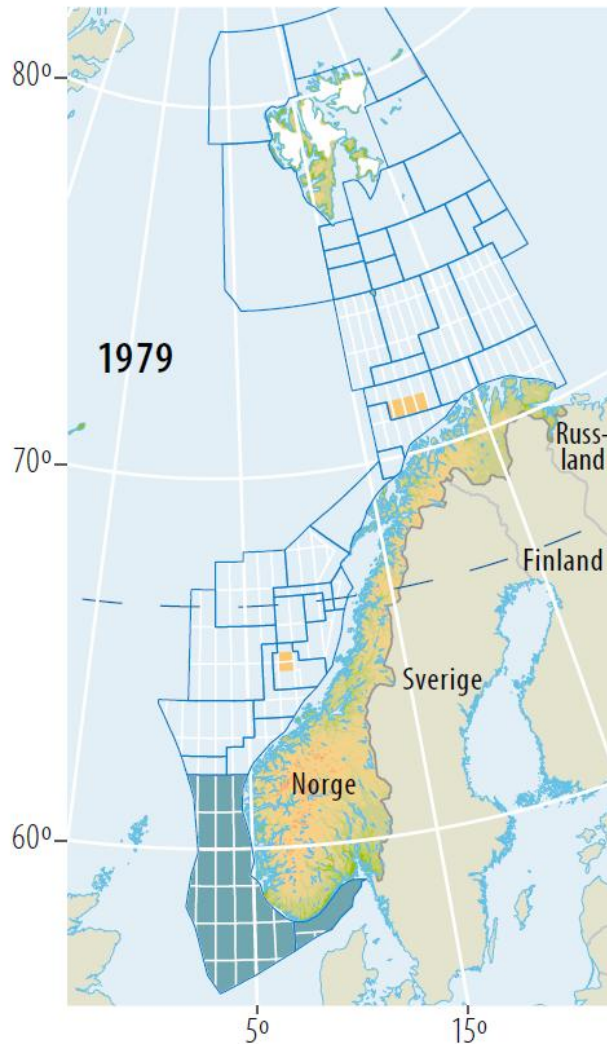 80º
1979
70º
Russ-
land
Finland
Sverige
Norge
60º
5º
15º